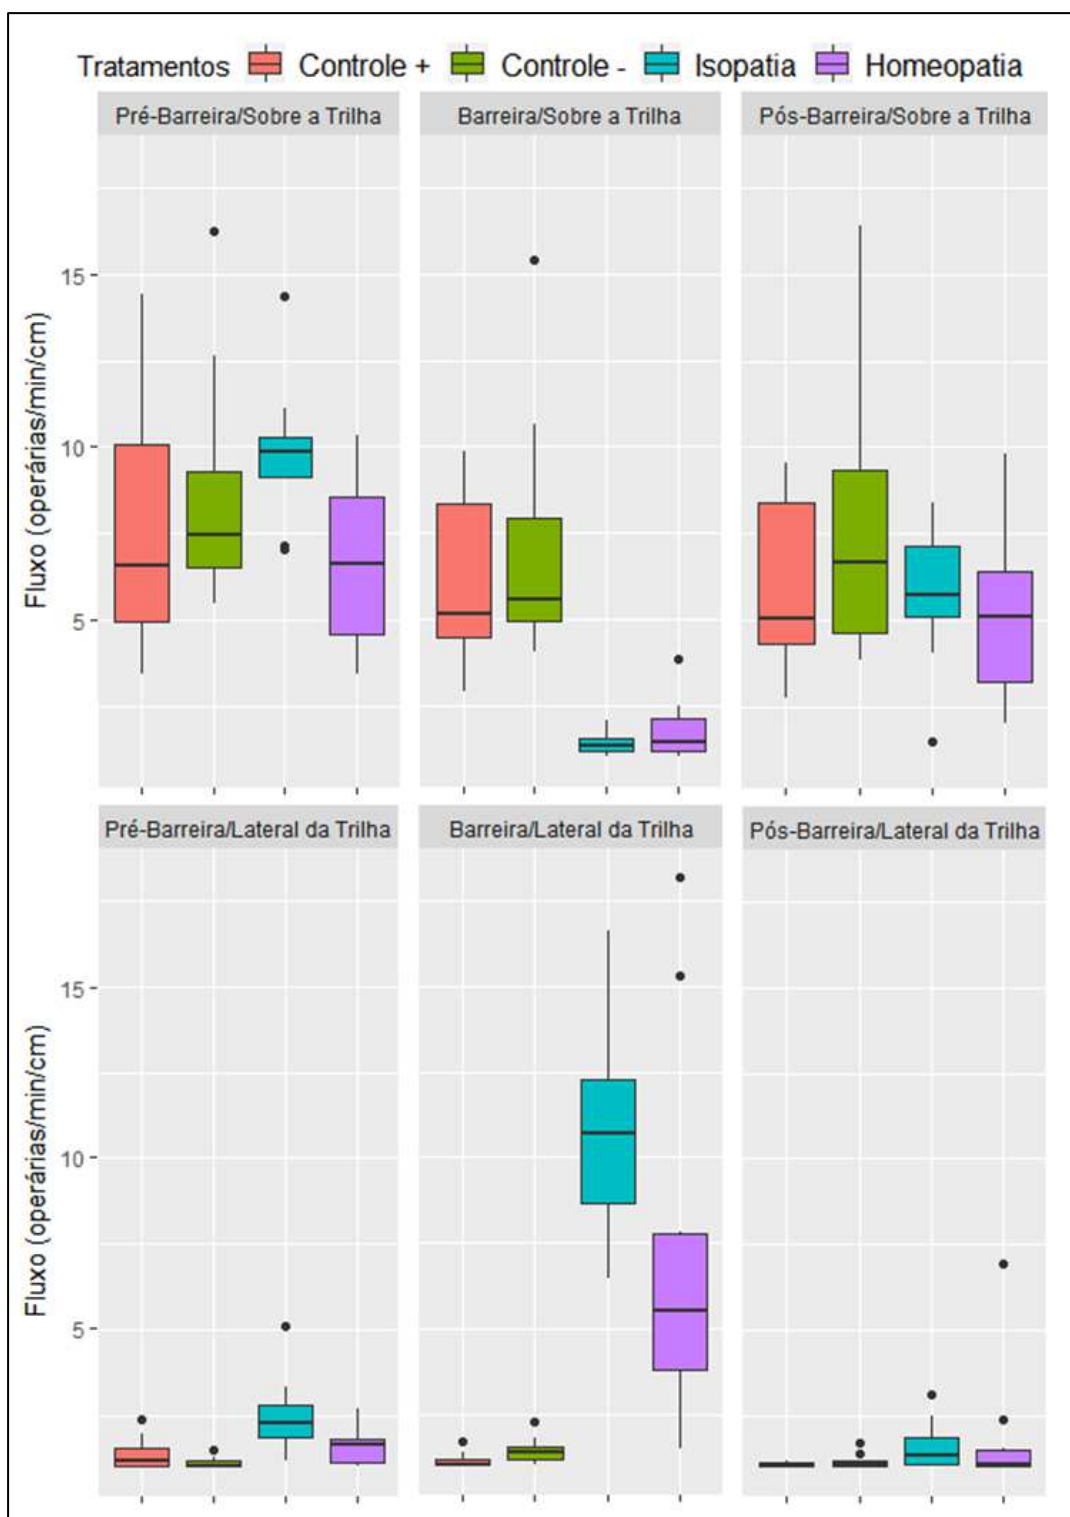 Tratamentos Controle + Controle - Isopatia Homeopatia
Pré-Barreira/Sobre a Trilha Barreira/Sobre a Trilha Pós-Barreira/Sobre a Trilha
Fluxo (operárias/min/cm)
15
10
5
Pré-Barreira/Lateral da Trilha Barreira/Lateral da Trilha Pós-Barreira/Lateral da Trilha
Fluxo (operárias/min/cm)
15
10
5